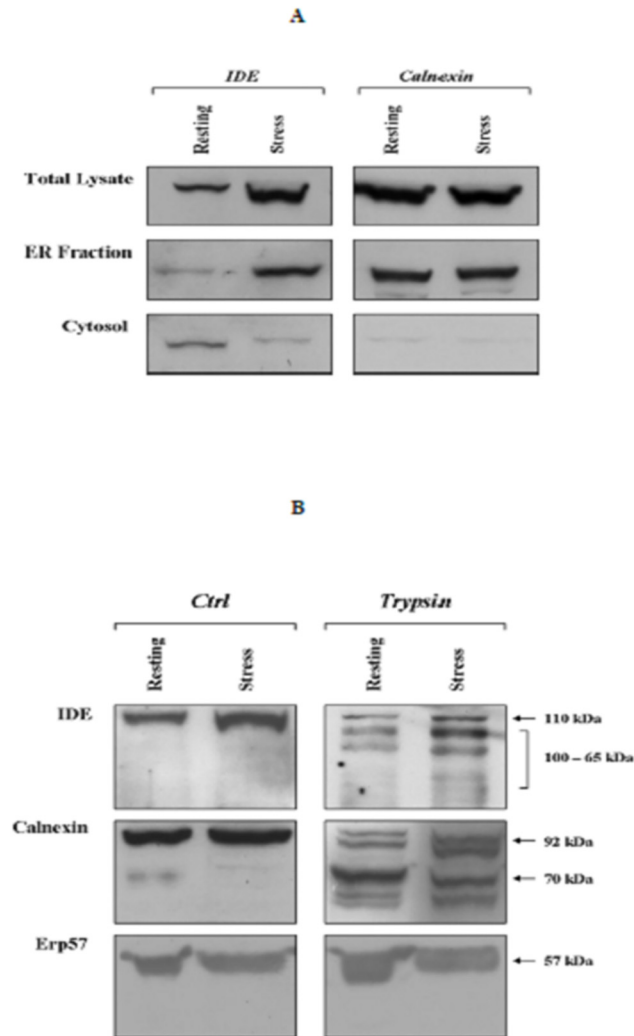 A
IDE Calnexin
Resting Stress Resting Stress
Total Lysate
ER Fraction
Cytosol
B
Ctrl Trypsin
Resting Stress Resting Stress
IDE
110 kDa
100 – 65 kDa
Calnexin
92 kDa
70 kDa
Erp57
57 kDa